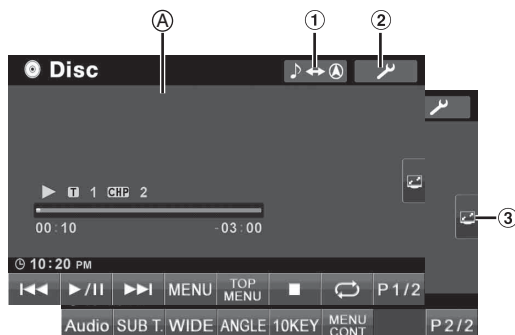 A 1 2
Disc
T 1 CHP 2
00:10 -03:00
3
10:20 PM
MENU TOP MENU P1/2
Audio SUB T. WIDE ANGLE 10KEY MENU CONT P2/2